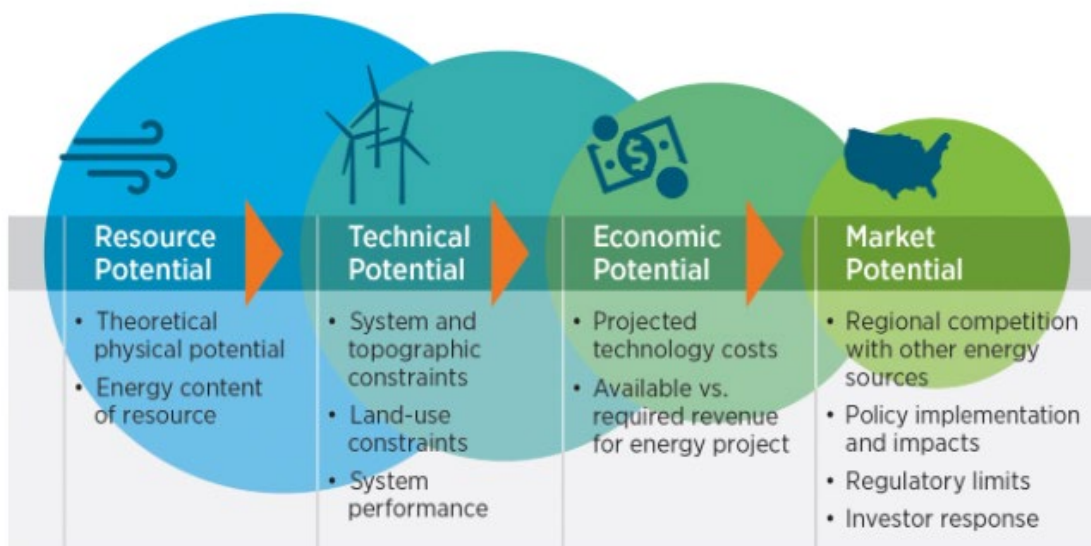 Resource
Potential
• Theoretical
physical potential
• Energy content
of resource
Technical
Potential
• System and
topographic
constraints
• Land-use
constraints
• System
performance
Economic
Potential
• Projected
technology costs
• Available vs.
required revenue
for energy project
Market
Potential
• Regional competition
with other energy
sources
• Policy implementation
and impacts
• Regulatory limits
• Investor response